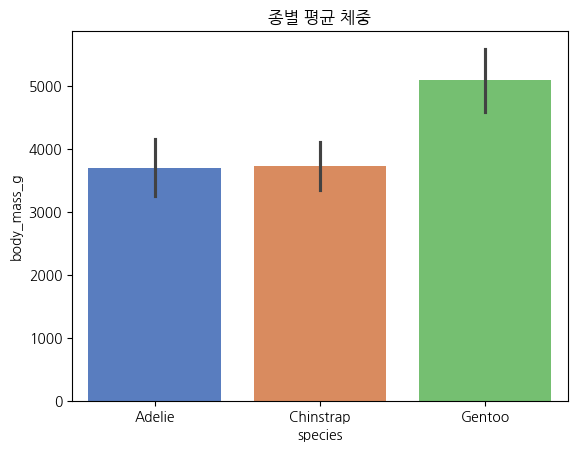 종별 평균 체중
body_mass_g
5000
4000
3000
2000
1000
0
Adelie
Chinstrap
Gentoo
species